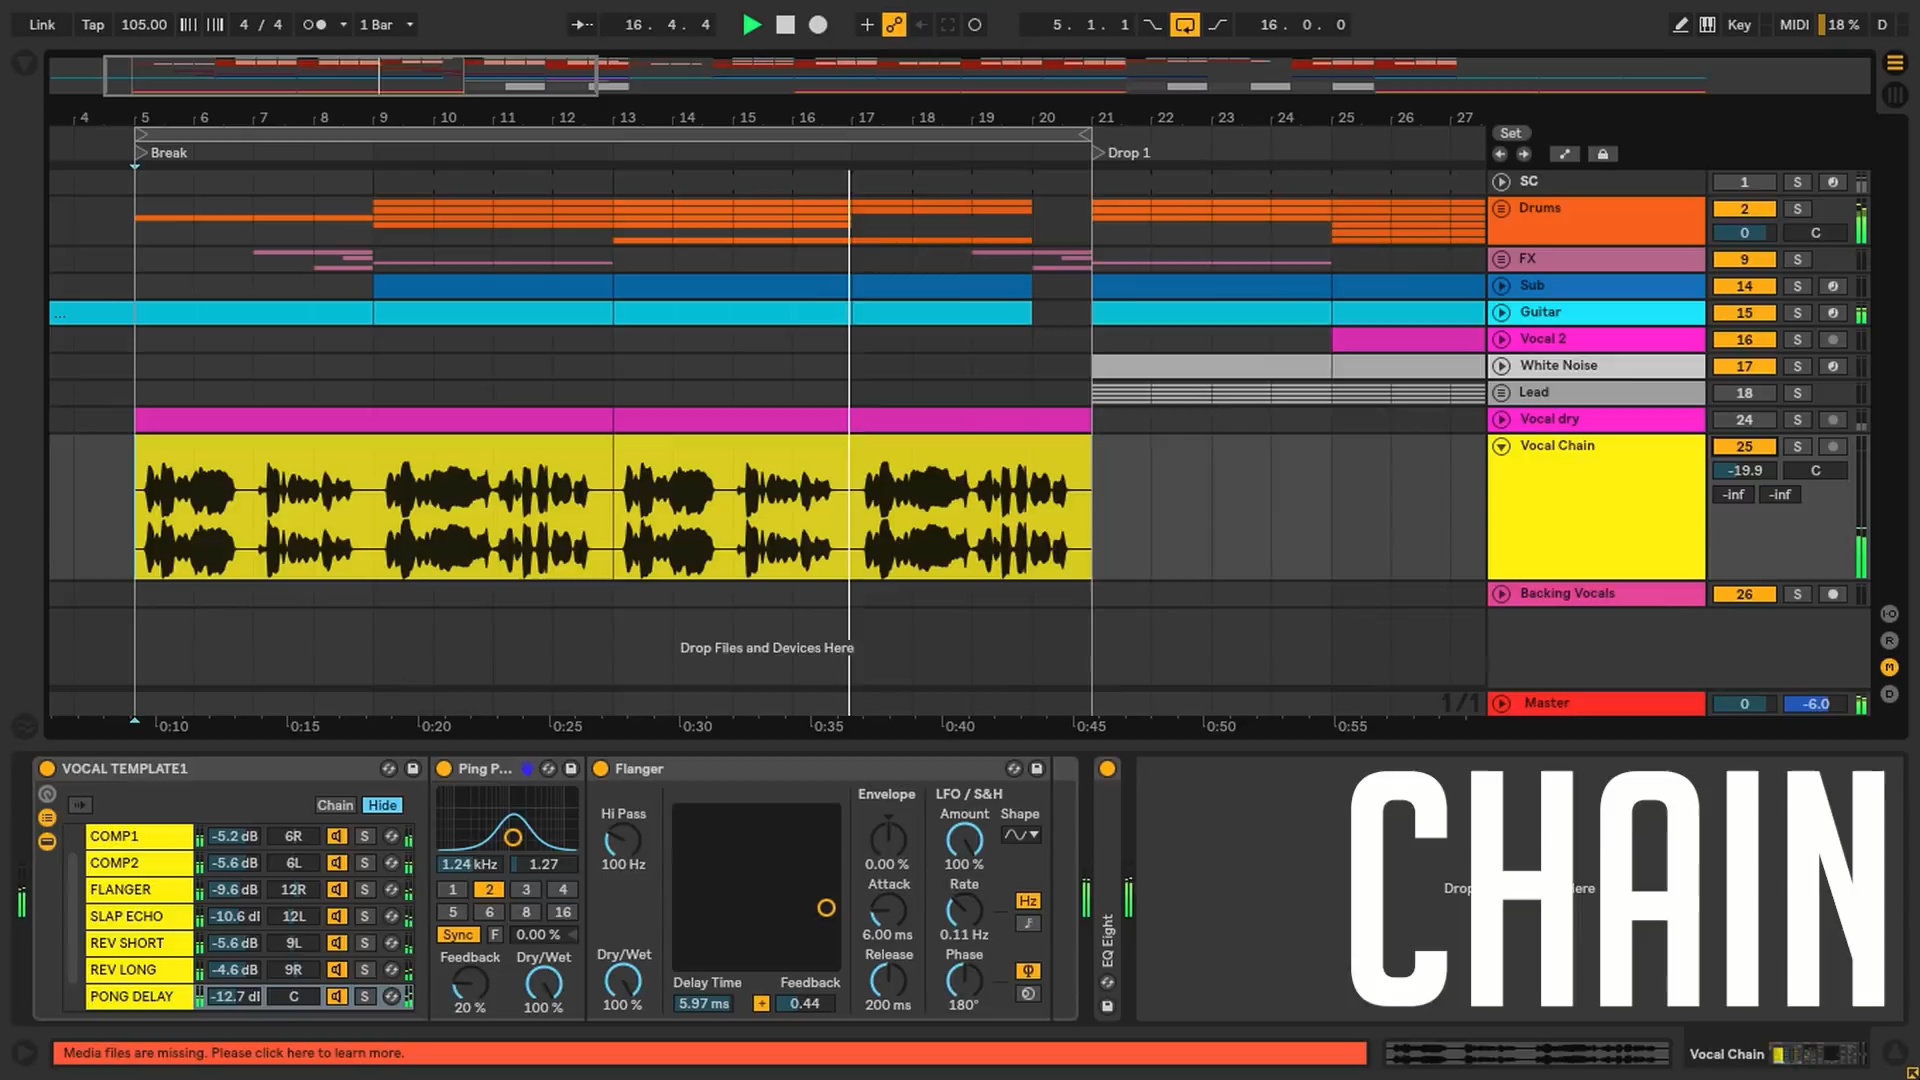 Link Tap 105.00 4 / 4 1 Bar 16 . 4 . 4 5 . 1 . 1 16 . 0 . 0 Key MIDI 18 % D
4 5 6 7 8 9 10 11 12 13 14 15 16 17 18 19 20 21 22 23 24 25 26 27
Set
Break Drop 1
SC 1 S
Drums 2 S
0 C
FX 9 S
Sub 14 S
... Guitar 15 S
Vocal 2 16 S
White Noise 17 S
Lead 18 S
Vocal dry 24 S
Vocal Chain 25 S
-19.9 C
-inf -inf
Backing Vocals 26 S
Drop Files and Devices Here
1/1 Master 0 -6.0
0:10 0:15 0:20 0:25 0:30 0:35 0:40 0:45 0:50 0:55
VOCAL TEMPLATE1
Chain Hide
COMP1 -5.2 dB 6R S
COMP2 -5.6 dB 6L S
FLANGER -9.6 dB 12R S
SLAP ECHO -10.6 dI 12L S
REV SHORT -5.6 dB 9L S
REV LONG -4.6 dB 9R S
PONG DELAY -12.7 dI C S
Ping P...
1.24 kHz 1.27
1 2 3 4
5 6 8 16
Sync F 0.00 %
Feedback Dry/Wet
20 % 100 %
Flanger
Hi Pass
100 Hz
Dry/Wet
100 %
Delay Time Feedback
5.97 ms + 0.44
Envelope
0.00 %
Attack
6.00 ms
Release
200 ms
LFO / S&H
Amount Shape
100 %
Rate
Hz
0.11 Hz
Phase
180°
EQ Eight
Drop ere
CHAIN
Media files are missing. Please click here to learn more.
Vocal Chain
I·O
R
M
D